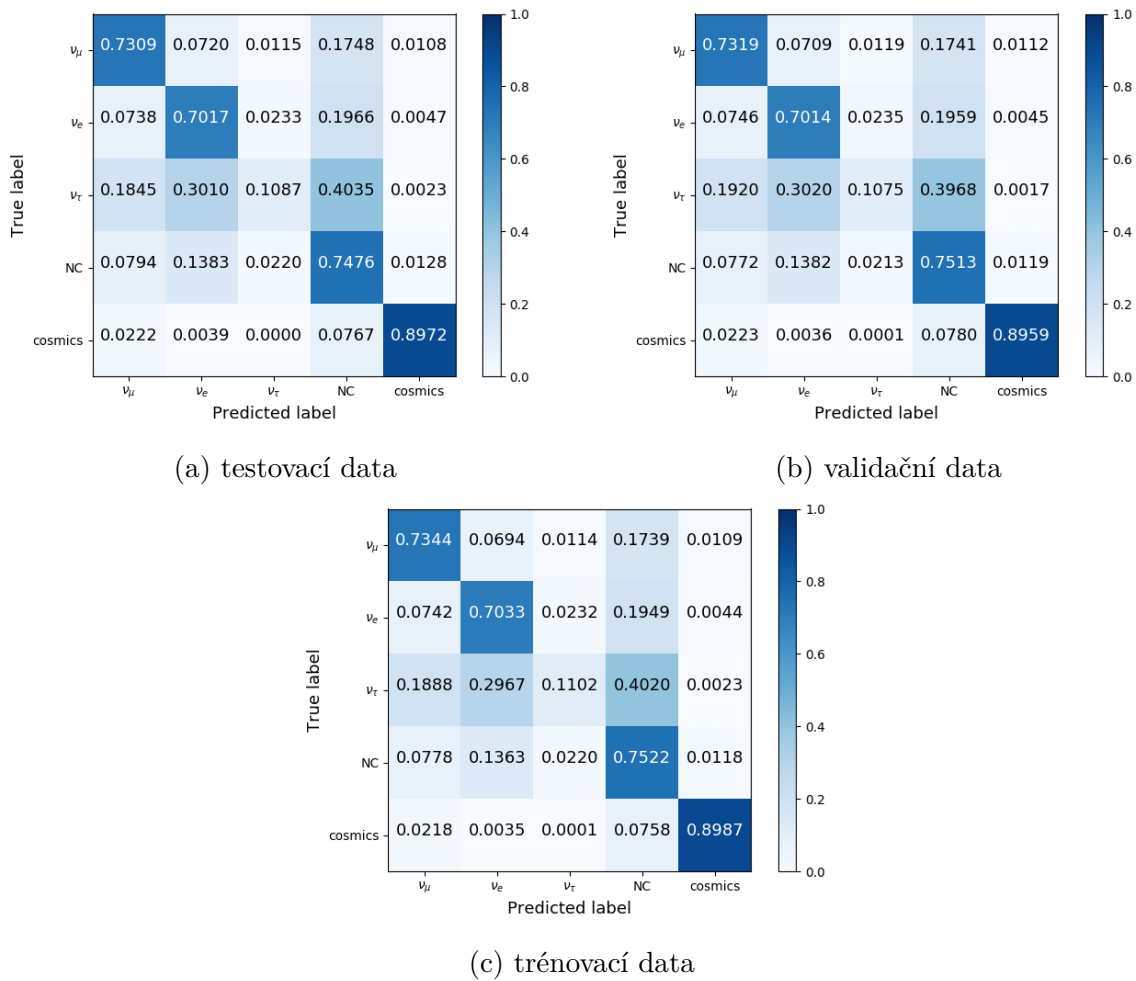 1.0
ν_μ 0.7309 0.0720 0.0115 0.1748 0.0108
0.8
ν_e 0.0738 0.7017 0.0233 0.1966 0.0047
0.6
True label
ν_τ 0.1845 0.3010 0.1087 0.4035 0.0023
0.4
NC 0.0794 0.1383 0.0220 0.7476 0.0128
0.2
cosmics 0.0222 0.0039 0.0000 0.0767 0.8972
0.0
ν_μ ν_e ν_τ NC cosmics
Predicted label
(a) testovací data
1.0
ν_μ 0.7319 0.0709 0.0119 0.1741 0.0112
0.8
ν_e 0.0746 0.7014 0.0235 0.1959 0.0045
0.6
True label
ν_τ 0.1920 0.3020 0.1075 0.3968 0.0017
0.4
NC 0.0772 0.1382 0.0213 0.7513 0.0119
0.2
cosmics 0.0223 0.0036 0.0001 0.0780 0.8959
0.0
ν_μ ν_e ν_τ NC cosmics
Predicted label
(b) validační data
1.0
ν_μ 0.7344 0.0694 0.0114 0.1739 0.0109
0.8
ν_e 0.0742 0.7033 0.0232 0.1949 0.0044
0.6
True label
ν_τ 0.1888 0.2967 0.1102 0.4020 0.0023
0.4
NC 0.0778 0.1363 0.0220 0.7522 0.0118
0.2
cosmics 0.0218 0.0035 0.0001 0.0758 0.8987
0.0
ν_μ ν_e ν_τ NC cosmics
Predicted label
(c) trénovací data